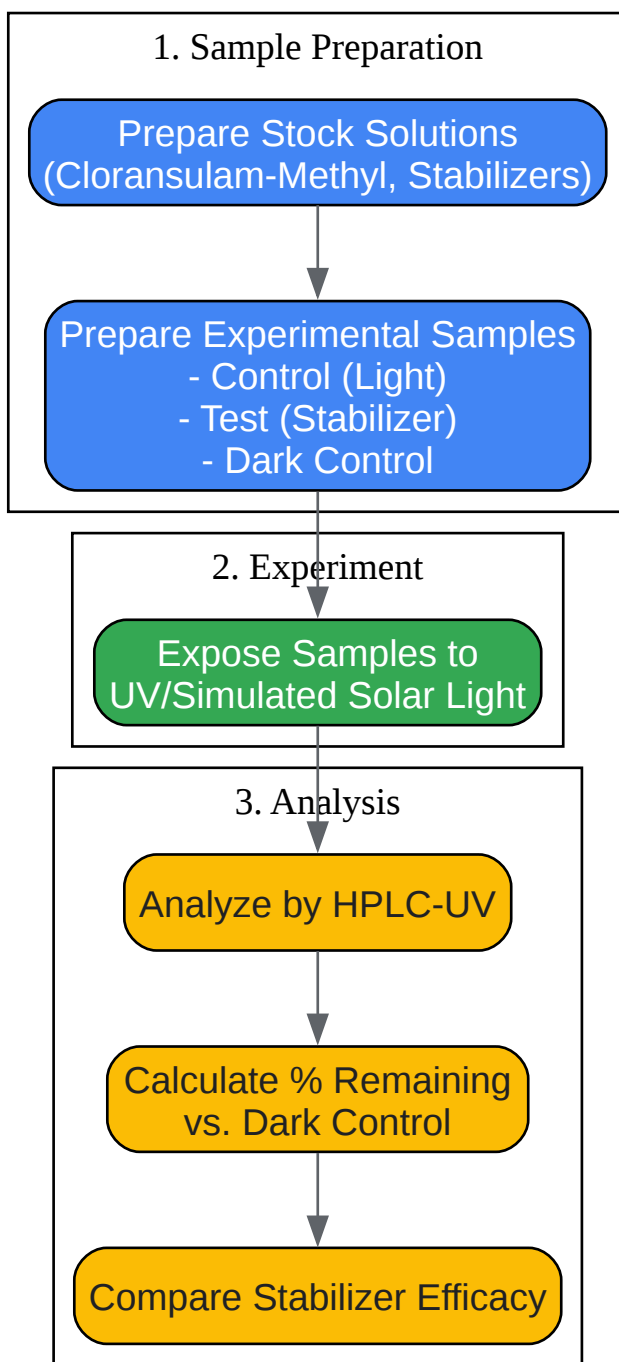 1. Sample Preparation
Prepare Stock Solutions
(Cloransulam-Methyl, Stabilizers)
Prepare Experimental Samples
- Control (Light)
- Test (Stabilizer)
- Dark Control
2. Experiment
Expose Samples to
UV/Simulated Solar Light
3. Analysis
Analyze by HPLC-UV
Calculate % Remaining
vs. Dark Control
Compare Stabilizer Efficacy